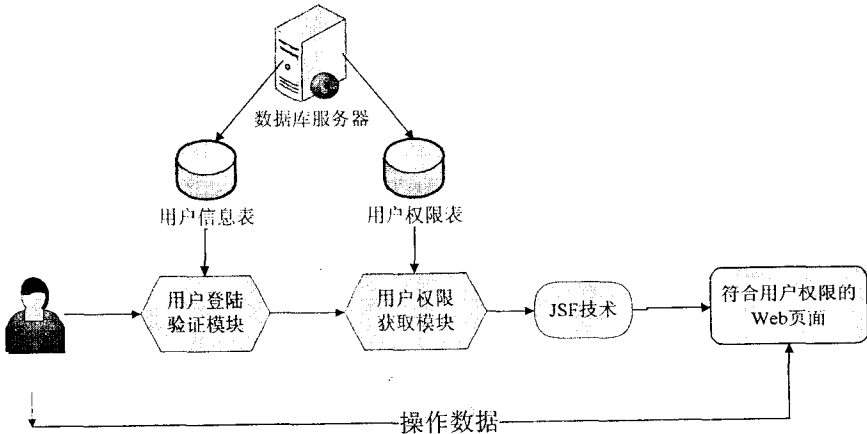 数据库服务器
用户信息表
用户权限表
用户登陆
验证模块
用户权限
获取模块
JSF技术
符合用户权限的
Web页面
操作数据